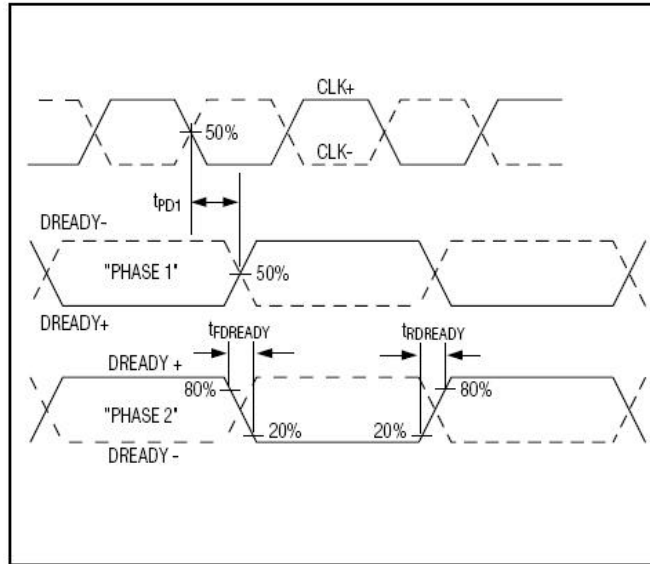 CLK+
50%
CLK-
tPD1
DREADY-
"PHASE 1"
50%
DREADY+
tFDREADY
tRDREADY
DREADY +
80%
80%
"PHASE 2"
20%
20%
DREADY -